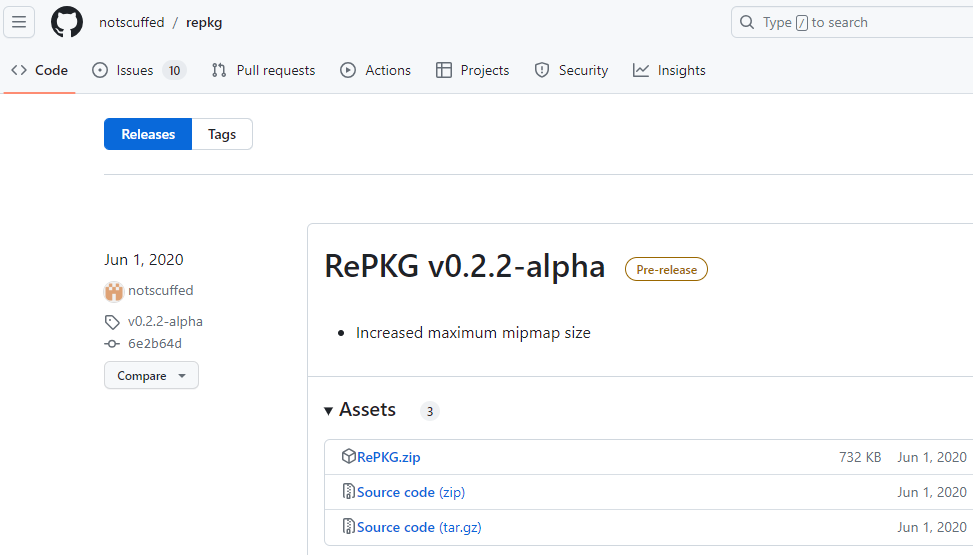 notscuffed / repkg
Type / to search
Code Issues 10 Pull requests Actions Projects Security Insights
Releases Tags
Jun 1, 2020
notscuffed
v0.2.2-alpha
6e2b64d
Compare
RePKG v0.2.2-alpha Pre-release
Increased maximum mipmap size
Assets 3
RePKG.zip 732 KB Jun 1, 2020
Source code (zip) Jun 1, 2020
Source code (tar.gz) Jun 1, 2020